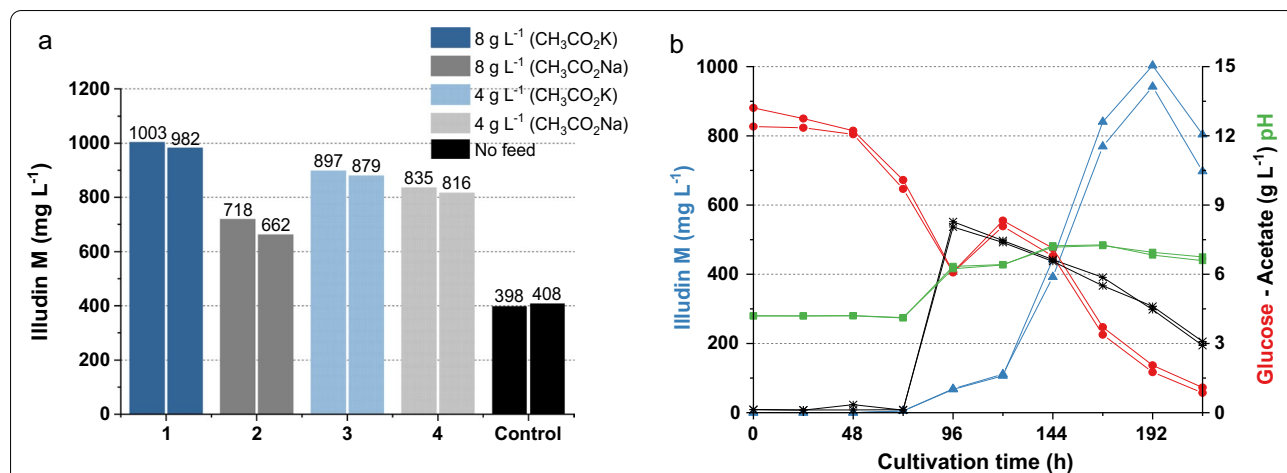 a
8 g L⁻¹ (CH₃CO₂K)
8 g L⁻¹ (CH₃CO₂Na)
4 g L⁻¹ (CH₃CO₂K)
4 g L⁻¹ (CH₃CO₂Na)
No feed
Illudin M (mg L⁻¹)
1200
1000
800
600
400
200
0
1003 982
718 662
897 879
835 816
398 408
1 2 3 4 Control
b
Illudin M (mg L⁻¹)
1000
800
600
400
200
0
15
12
9
6
3
0
Glucose - Acetate (g L⁻¹) pH
0 48 96 144 192
Cultivation time (h)